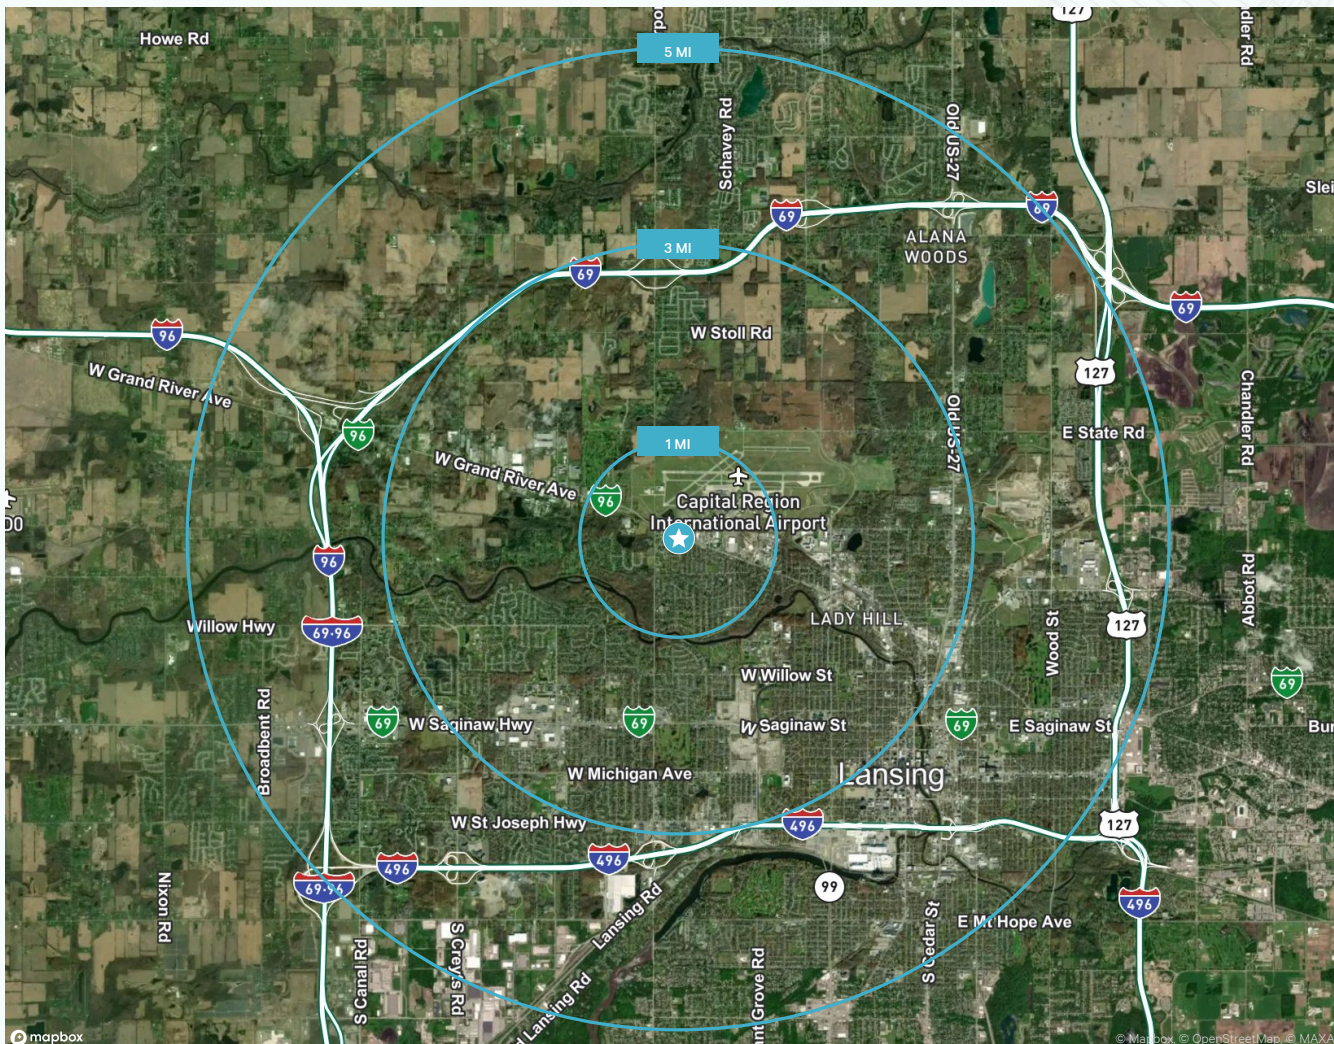 127
Howe Rd
5 MI
Schavey Rd
Old US-27
69
69
ALANA
WOODS
3 MI
69
69
96
W Stoll Rd
W Grand River Ave
127
Chandler Rd
96
1 MI
Old US-27
E State Rd
W Grand River Ave
96
Capital Region
International Airport
D0
96
Abbot Rd
Willow Hwy
69-96
LADY HILL
Wood St
127
W Willow St
69
Broadbent Rd
69
W Saginaw Hwy
69
W Saginaw St
69
E Saginaw St
W Michigan Ave
Lansing
W St Joseph Hwy
496
127
496
496
69-96
99
496
Nixon Rd
Lansing Rd
S Cedar St
E Mt Hope Ave
S Canal Rd
S Creyts Rd
Lansing Rd
nt Grove Rd
mapbox
© Mapbox, © OpenStreetMap, © MAXA